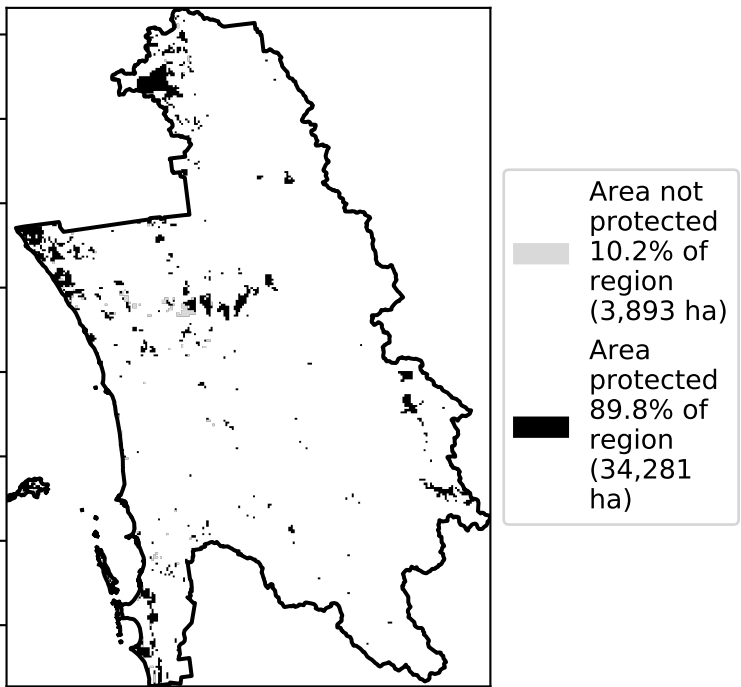 Area not
protected
10.2% of
region
(3,893 ha)
Area
protected
89.8% of
region
(34,281
ha)